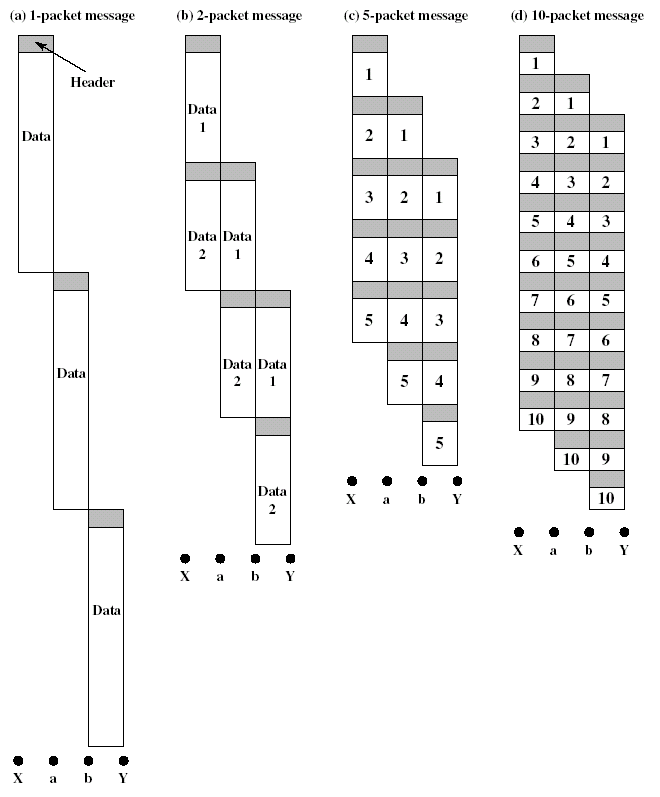 (a) 1-packet message
Header
Data
Data
Data
X a b Y
(b) 2-packet message
Data
1
Data Data
2 1
Data Data
2 1
Data
2
X a b Y
(c) 5-packet message
1
2 1
3 2 1
4 3 2
5 4 3
5 4
5
X a b Y
(d) 10-packet message
1
2 1
3 2 1
4 3 2
5 4 3
6 5 4
7 6 5
8 7 6
9 8 7
10 9 8
10 9
10
X a b Y